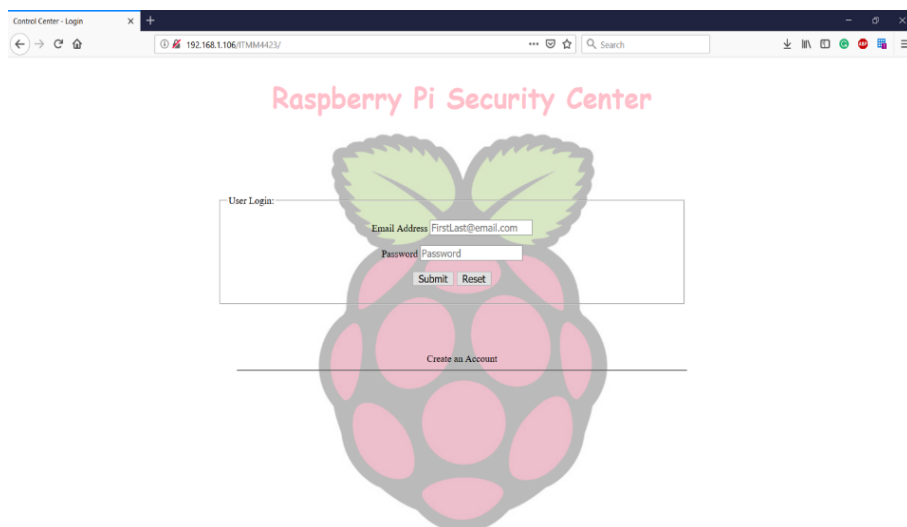 Control Center - Login
192.168.1.106/ITMM4423/
Search
Raspberry Pi Security Center
User Login:
Email Address FirstLast@email.com
Password Password
Submit Reset
Create an Account